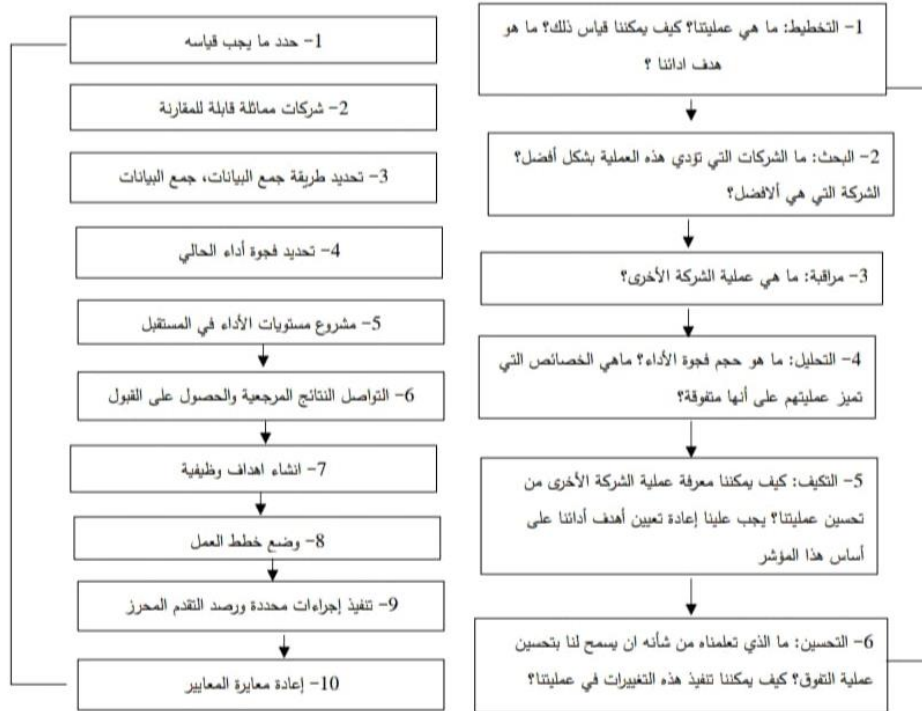 1- التخطيط: ما هي عمليتنا؟ كيف يمكننا قياس ذلك؟ ما هو
هدف ادائنا ؟
2- البحث: ما الشركات التي تؤدي هذه العملية بشكل أفضل؟
الشركة التي هي ألافضل؟
3- مراقبة: ما هي عملية الشركة الأخرى؟
4- التحليل: ما هو حجم فجوة الأداء؟ ماهي الخصائص التي
تميز عمليتهم على أنها متفوقة؟
5- التكيف: كيف يمكننا معرفة عملية الشركة الأخرى من
تحسين عمليتنا؟ يجب علينا إعادة تعيين أهدف أدائنا على
أساس هذا المؤشر
6- التحسين: ما الذي تعلمناه من شأنه ان يسمح لنا بتحسين
عملية التفوق؟ كيف يمكننا تنفيذ هذه التغييرات في عمليتنا؟
1- حدد ما يجب قياسه
2- شركات مماثلة قابلة للمقارنة
3- تحديد طريقة جمع البيانات، جمع البيانات
4- تحديد فجوة أداء الحالي
5- مشروع مستويات الأداء في المستقبل
6- التواصل النتائج المرجعية والحصول على القبول
7- انشاء اهداف وظيفية
8- وضع خطط العمل
9- تنفيذ إجراءات محددة ورصد التقدم المحرز
10- إعادة معايرة المعايير